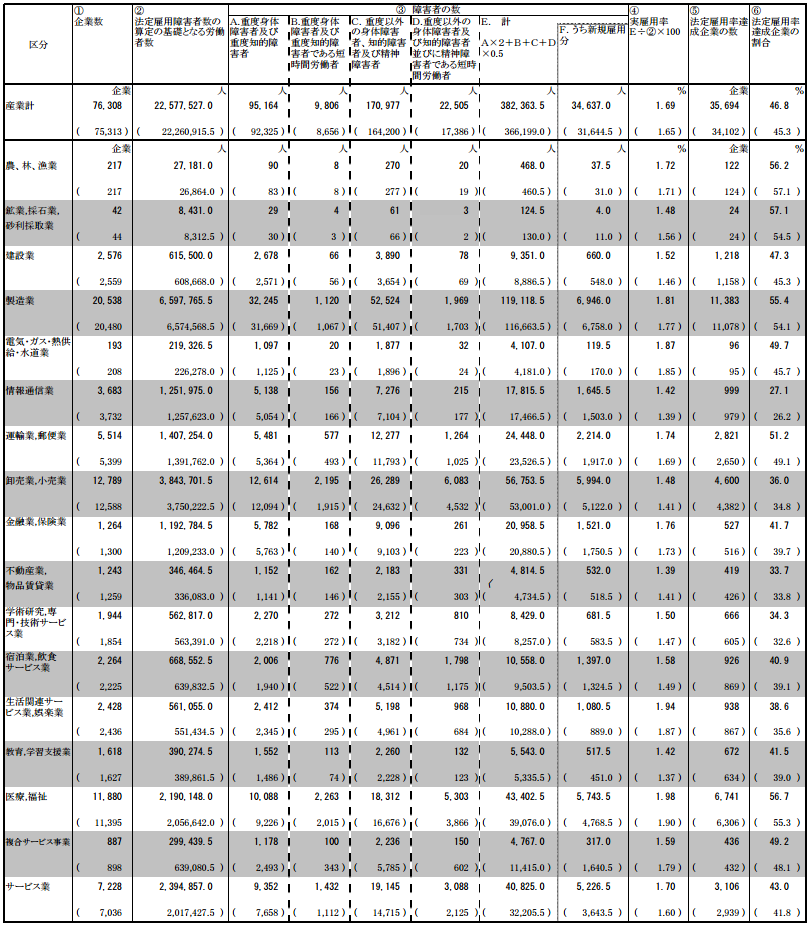 ③ 障害者の数
区分
①
企業数
②
法定雇用障害者数の
算定の基礎となる労働
者数
A.重度身体
障害者及び
重度知的障
害者
B.重度身体
障害者及び
重度知的障
害者である短
時間労働者
C.重度以外
の身体障害
者、知的障害
者及び精神
障害者
D.重度以外の
身体障害者及
び知的障害者
並びに精神障
害者である短時
間労働者
E. 計
A×2+B+C+D
×0.5
F.うち新規雇用
分
④
実雇用率
E÷②×100
⑤
法定雇用率達
成企業の数
⑥
法定雇用率
達成企業の
割合
企業 人 人 人 人 人 人 人 % 企業 %
産業計 76,308 22,577,527.0 95,164 9,806 170,977 22,505 382,363.5 34,637.0 1.69 35,694 46.8
( 75,313) ( 22,260,915.5 ) ( 92,325) ( 8,656) ( 164,200) ( 17,386) ( 366,199.0 ) ( 31,644.5 ) ( 1.65) ( 34,102) ( 45.3)
企業 人 人 人 人 人 人 人 % 企業 %
農、林、漁業 217 27,181.0 90 8 270 20 468.0 37.5 1.72 122 56.2
( 217 ( 26,864.0 ) ( 83) ( 8) ( 277) ( 19) ( 460.5 ) ( 31.0 ) ( 1.71) ( 124) ( 57.1)
鉱業,採石業,
砂利採取業 42 8,431.0 29 4 61 3 124.5 4.0 1.48 24 57.1
( 44 ( 8,312.5 ) ( 30) ( 3) ( 66) ( 2) ( 130.0 ) ( 11.0 ) ( 1.56) ( 24) ( 54.5)
建設業 2,576 615,500.0 2,678 66 3,890 78 9,351.0 660.0 1.52 1,218 47.3
( 2,559 ( 608,668.0 ) ( 2,571) ( 56) ( 3,654) ( 69) ( 8,886.5 ) ( 548.0 ) ( 1.46) ( 1,158) ( 45.3)
製造業 20,538 6,597,765.5 32,245 1,120 52,524 1,969 119,118.5 6,946.0 1.81 11,383 55.4
( 20,480 ( 6,574,568.5 ) ( 31,669) ( 1,067) ( 51,407) ( 1,703) ( 116,663.5 ) ( 6,758.0 ) ( 1.77) ( 11,078) ( 54.1)
電気・ガス・熱供
給・水道業 193 219,326.5 1,097 20 1,877 32 4,107.0 119.5 1.87 96 49.7
( 208 ( 226,278.0 ) ( 1,125) ( 23) ( 1,896) ( 24) ( 4,181.0 ) ( 170.0 ) ( 1.85) ( 95) ( 45.7)
情報通信業 3,683 1,251,975.0 5,138 156 7,276 215 17,815.5 1,645.5 1.42 999 27.1
( 3,732 ( 1,257,623.0 ) ( 5,054) ( 166) ( 7,104) ( 177) ( 17,466.5 ) ( 1,503.0 ) ( 1.39) ( 979) ( 26.2)
運輸業,郵便業 5,514 1,407,254.0 5,481 577 12,277 1,264 24,448.0 2,214.0 1.74 2,821 51.2
( 5,399 ( 1,391,762.0 ) ( 5,364) ( 493) ( 11,793) ( 1,025) ( 23,526.5 ) ( 1,917.0 ) ( 1.69) ( 2,650) ( 49.1)
卸売業,小売業 12,789 3,843,701.5 12,614 2,195 26,289 6,083 56,753.5 5,994.0 1.48 4,600 36.0
( 12,588 ( 3,750,222.5 ) ( 12,094) ( 1,915) ( 24,632) ( 4,532) ( 53,001.0 ) ( 5,122.0 ) ( 1.41) ( 4,382) ( 34.8)
金融業,保険業 1,264 1,192,784.5 5,782 168 9,096 261 20,958.5 1,521.0 1.76 527 41.7
( 1,300 ( 1,209,233.0 ) ( 5,763) ( 140) ( 9,103) ( 223) ( 20,880.5 ) ( 1,750.5 ) ( 1.73) ( 516) ( 39.7)
不動産業,
物品賃貸業 1,243 346,464.5 1,152 162 2,183 331 4,814.5 532.0 1.39 419 33.7
( 1,259 ( 336,083.0 ) ( 1,141) ( 146) ( 2,155) ( 303) ( 4,734.5 ) ( 518.5 ) ( 1.41) ( 426) ( 33.8)
学術研究,専
門・技術サービ
ス業 1,944 562,817.0 2,270 272 3,212 810 8,429.0 681.5 1.50 666 34.3
( 1,854 ( 563,391.0 ) ( 2,218) ( 272) ( 3,182) ( 734) ( 8,257.0 ) ( 583.5 ) ( 1.47) ( 605) ( 32.6)
宿泊業,飲食
サービス業 2,264 668,552.5 2,006 776 4,871 1,798 10,558.0 1,397.0 1.58 926 40.9
( 2,225 ( 639,832.5 ) ( 1,940) ( 522) ( 4,514) ( 1,175) ( 9,503.5 ) ( 1,324.5 ) ( 1.49) ( 869) ( 39.1)
生活関連サー
ビス業,娯楽業 2,428 561,055.0 2,412 374 5,198 968 10,880.0 1,080.5 1.94 938 38.6
( 2,436 ( 551,434.5 ) ( 2,345) ( 295) ( 4,961) ( 684) ( 10,288.0 ) ( 889.0 ) ( 1.87) ( 867) ( 35.6)
教育,学習支援業 1,618 390,274.5 1,552 113 2,260 132 5,543.0 517.5 1.42 672 41.5
( 1,627 ( 389,861.5 ) ( 1,486) ( 74) ( 2,228) ( 123) ( 5,335.5 ) ( 451.0 ) ( 1.37) ( 634) ( 39.0)
医療,福祉 11,880 2,190,148.0 10,088 2,263 18,312 5,303 43,402.5 5,743.5 1.98 6,741 56.7
( 11,395 ( 2,056,642.0 ) ( 9,226) ( 2,015) ( 16,676) ( 3,866) ( 39,076.0 ) ( 4,768.5 ) ( 1.90) ( 6,306) ( 55.3)
複合サービス事業 887 299,439.5 1,178 100 2,236 150 4,767.0 317.0 1.59 436 49.2
( 898 ( 639,080.5 ) ( 2,493) ( 343) ( 5,785) ( 602) ( 11,415.0 ) ( 1,640.5 ) ( 1.79) ( 432) ( 48.1)
サービス業 7,228 2,394,857.0 9,352 1,432 19,145 3,088 40,825.0 5,226.5 1.70 3,106 43.0
( 7,036 ( 2,017,427.5 ) ( 7,658) ( 1,112) ( 14,715) ( 2,125) ( 32,205.5 ) ( 3,643.5 ) ( 1.60) ( 2,939) ( 41.8)